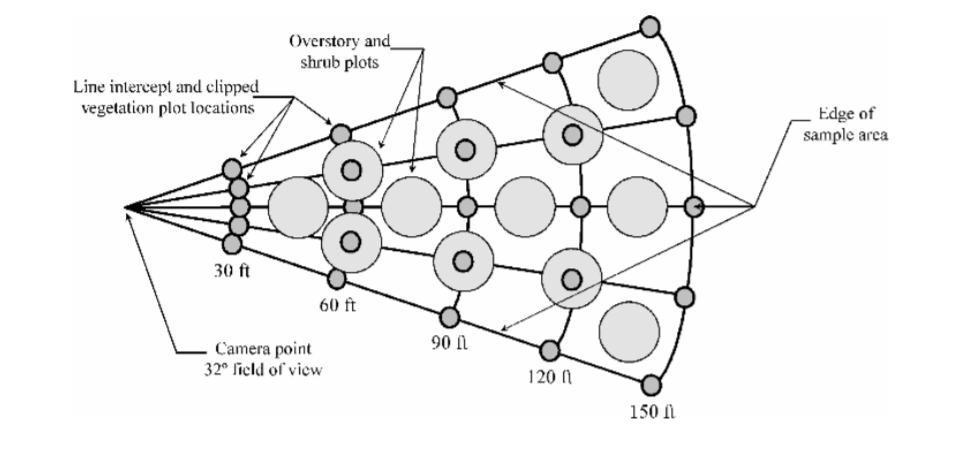 Overstory and
shrub plots
Line intercept and clipped
vegetation plot locations
Edge of
sample area
30 ft
60 ft
90 ft
120 ft
150 ft
Camera point
32° field of view